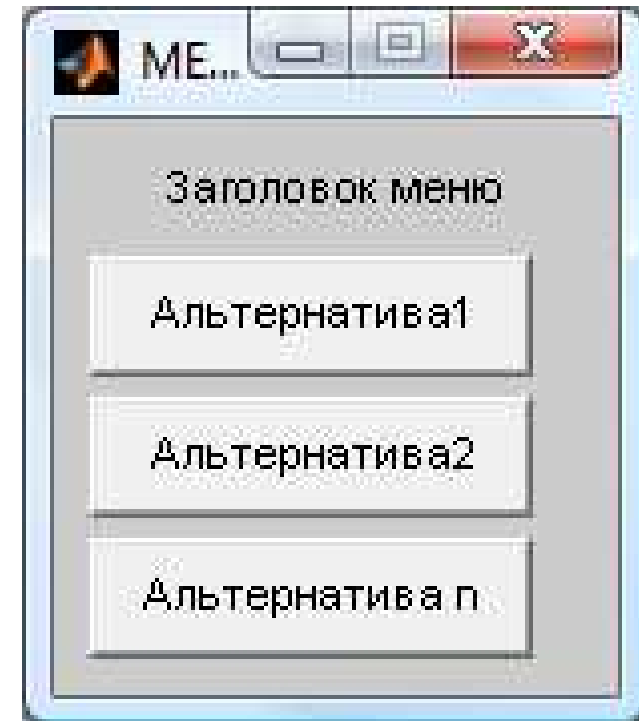 ME...
Заголовок меню
Альтернатива1
Альтернатива2
Альтернатива n